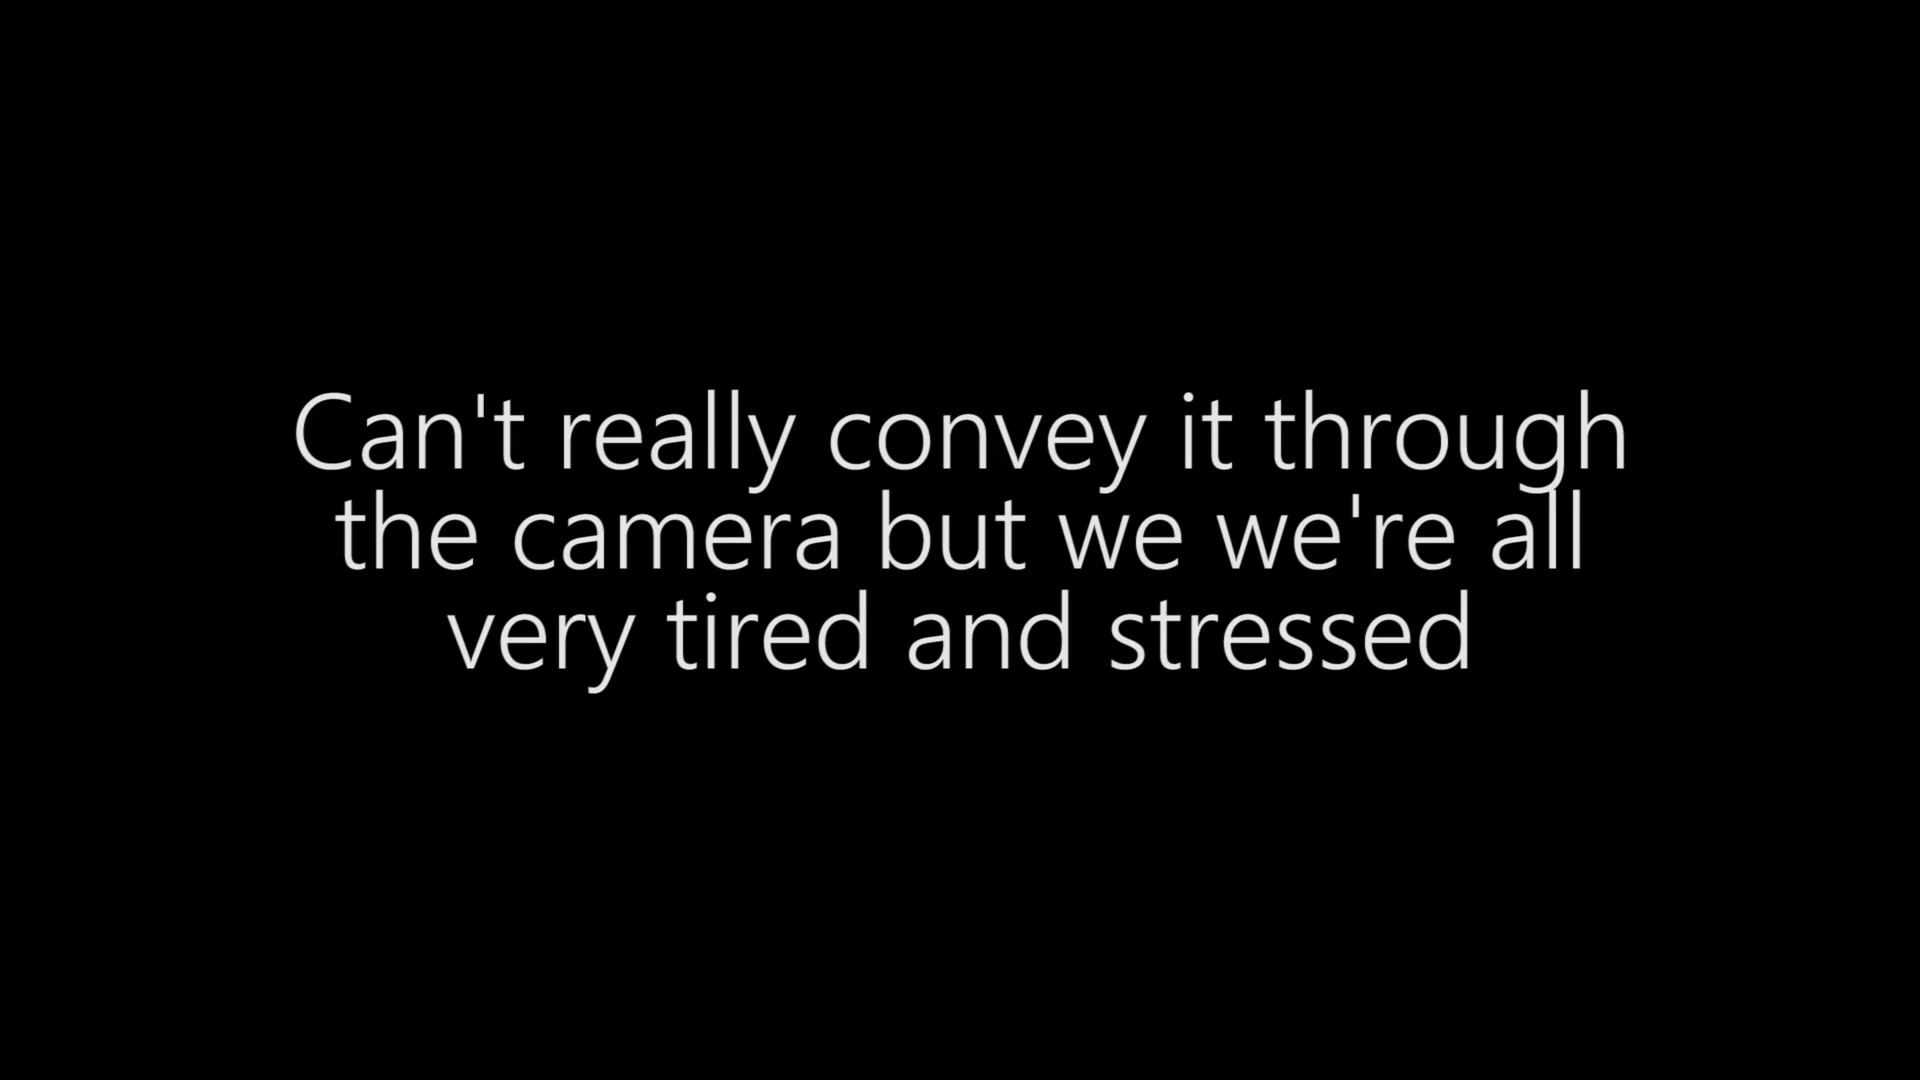 Can't really convey it through
the camera but we we're all
very tired and stressed